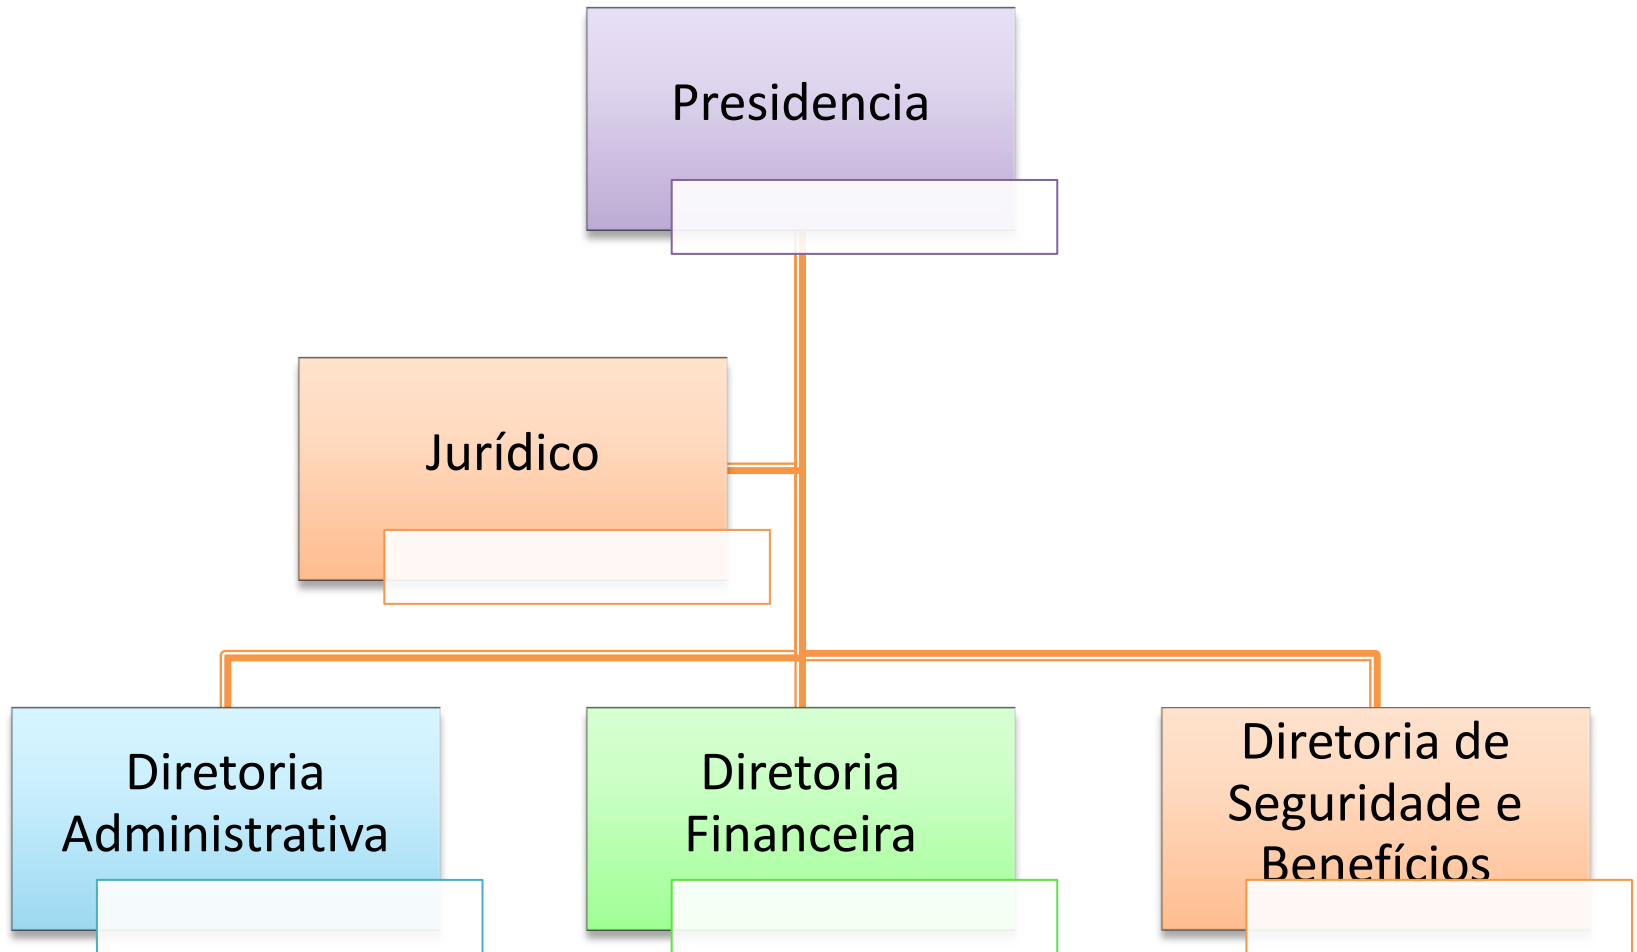 Presidencia
Jurídico
Diretoria
Administrativa
Diretoria
Financeira
Diretoria de
Seguridade e
Benefícios